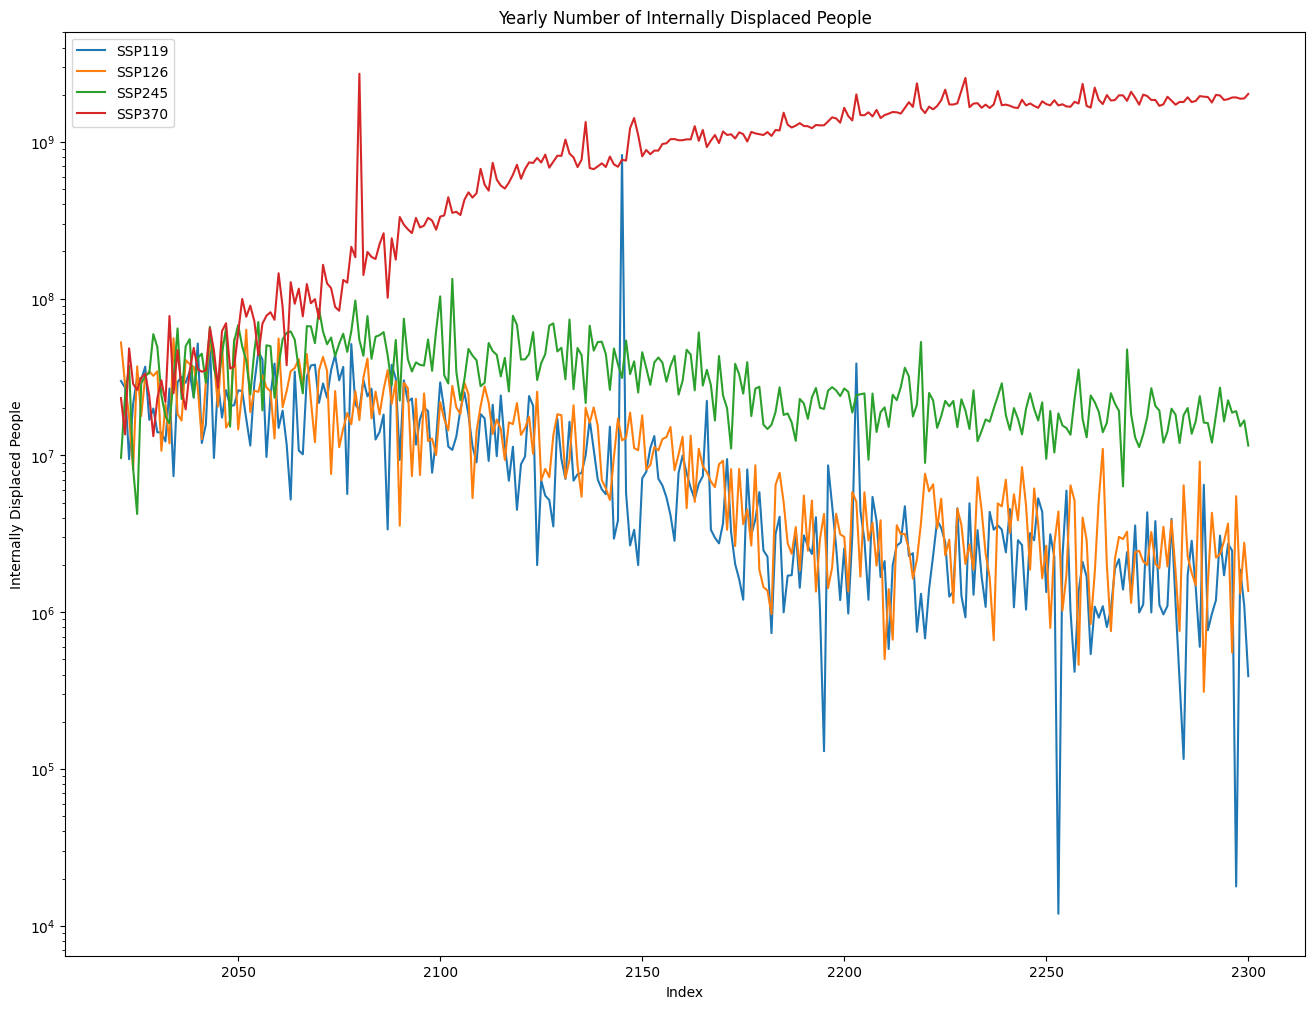 Yearly Number of Internally Displaced People
SSP119
SSP126
SSP245
SSP370
Internally Displaced People
10⁹
10⁸
10⁷
10⁶
10⁵
10⁴
2050 2100 2150 2200 2250 2300
Index